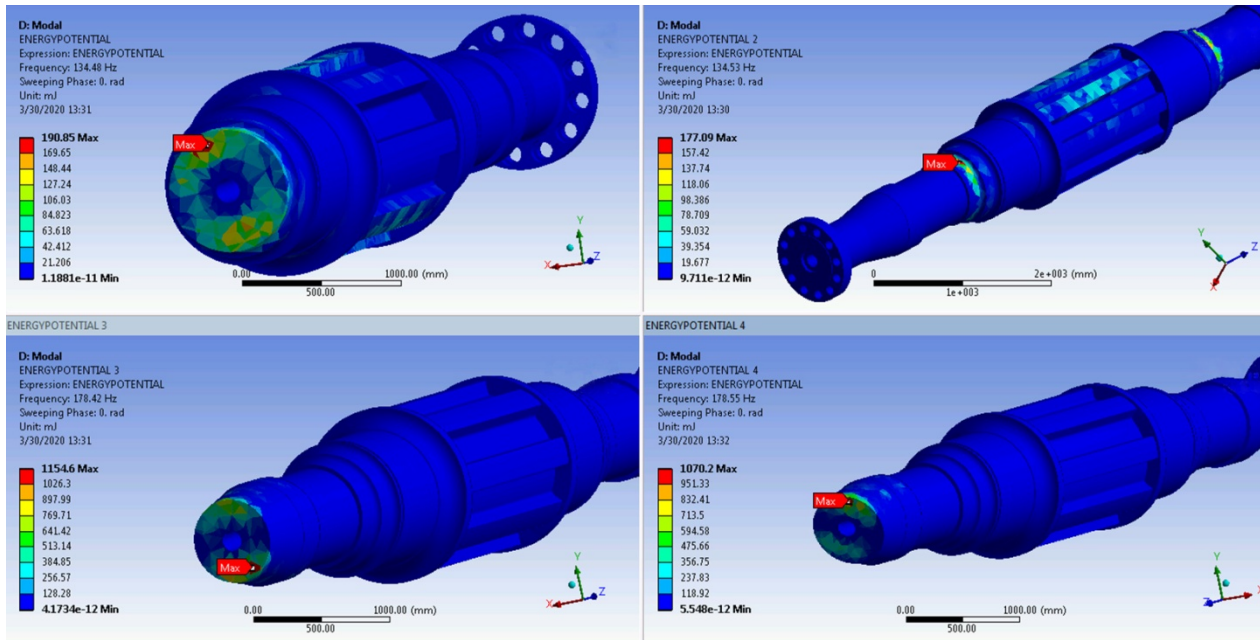 D: Modal
ENERGYPOTENTIAL
Expression: ENERGYPOTENTIAL
Frequency: 134.48 Hz
Sweeping Phase: 0. rad
Unit: mJ
3/30/2020 13:31
190.85 Max
169.65
148.44
127.24
106.03
84.823
63.618
42.412
21.206
1.1881e-11 Min
Max
0.00
1000.00 (mm)
500.00
X
Y
Z
D: Modal
ENERGYPOTENTIAL 2
Expression: ENERGYPOTENTIAL
Frequency: 134.53 Hz
Sweeping Phase: 0. rad
Unit: mJ
3/30/2020 13:30
177.09 Max
157.42
137.74
118.06
98.386
78.709
59.032
39.354
19.677
9.711e-12 Min
Max
0
2e+003 (mm)
1e+003
Y
Z
X
ENERGYPOTENTIAL 3
D: Modal
ENERGYPOTENTIAL 3
Expression: ENERGYPOTENTIAL
Frequency: 178.42 Hz
Sweeping Phase: 0. rad
Unit: mJ
3/30/2020 13:31
1154.6 Max
1026.3
897.99
769.71
641.42
513.14
384.85
256.57
128.28
4.1734e-12 Min
Max
0.00
1000.00 (mm)
500.00
Y
X
Z
ENERGYPOTENTIAL 4
D: Modal
ENERGYPOTENTIAL 4
Expression: ENERGYPOTENTIAL
Frequency: 178.55 Hz
Sweeping Phase: 0. rad
Unit: mJ
3/30/2020 13:32
1070.2 Max
951.33
832.41
713.5
594.58
475.66
356.75
237.83
118.92
5.548e-12 Min
Max
0.00
1000.00 (mm)
500.00
Y
Z
X